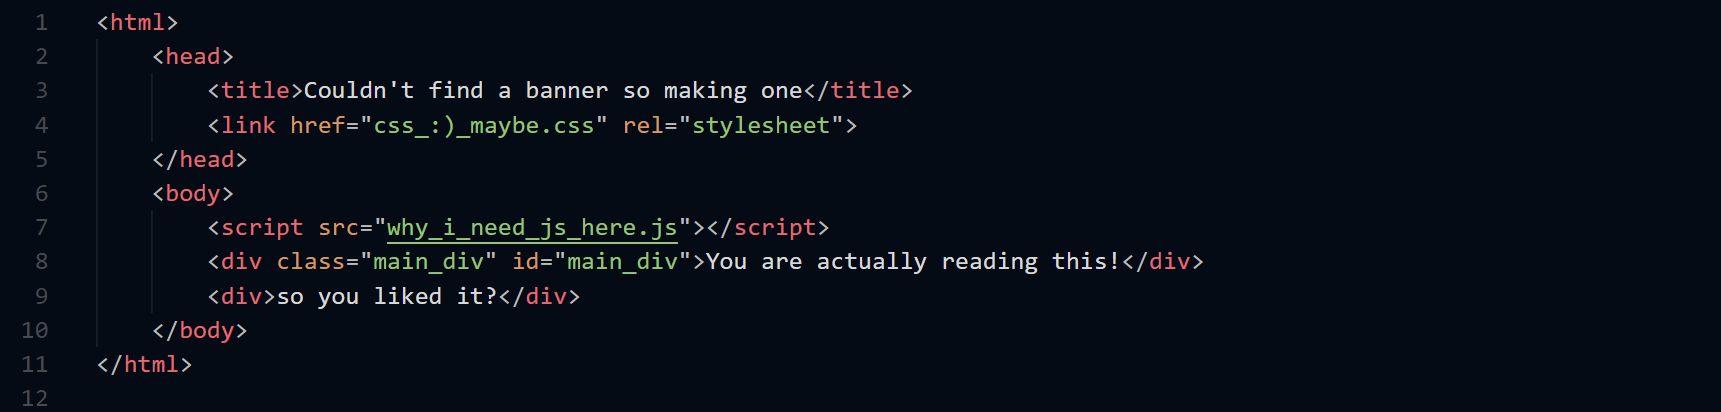 1 <html>
2 <head>
3 <title>Couldn't find a banner so making one</title>
4 <link href="css_:)_maybe.css" rel="stylesheet">
5 </head>
6 <body>
7 <script src="why_i_need_js_here.js"></script>
8 <div class="main_div" id="main_div">You are actually reading this!</div>
9 <div>so you liked it?</div>
10 </body>
11 </html>
12